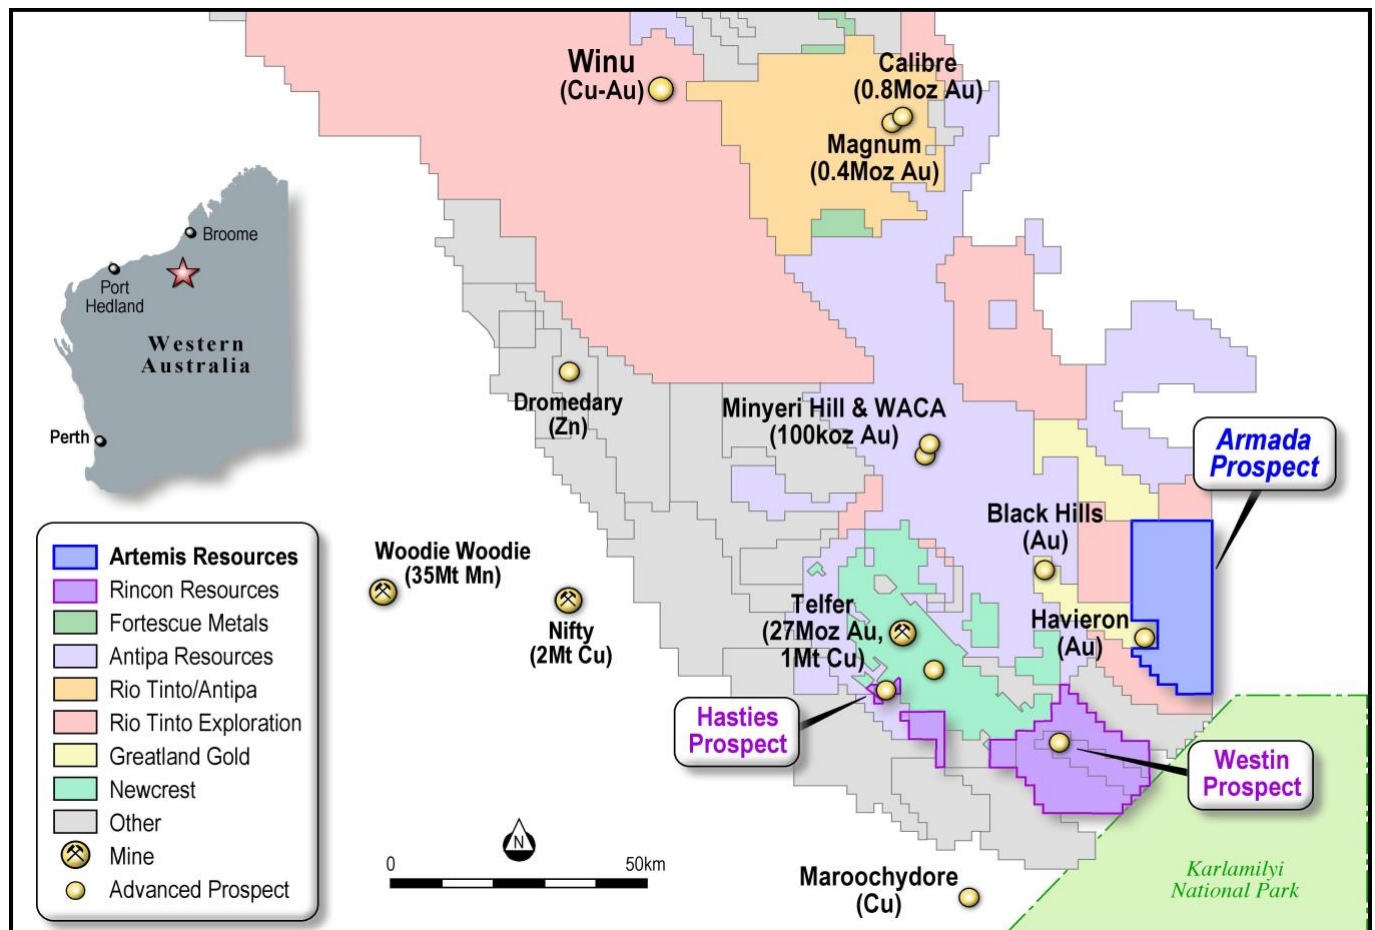 Winu
(Cu-Au)
Calibre
(0.8Moz Au)
Magnum
(0.4Moz Au)
Broome
Port
Hedland
Western
Australia
Perth
Dromedary
(Zn)
Minyeri Hill & WACA
(100koz Au)
Armada
Prospect
Black Hills
(Au)
Woodie Woodie
(35Mt Mn)
Nifty
(2Mt Cu)
Telfer
(27Moz Au,
1Mt Cu)
Havieron
(Au)
Hasties
Prospect
Westin
Prospect
Artemis Resources
Rincon Resources
Fortescue Metals
Antipa Resources
Rio Tinto/Antipa
Rio Tinto Exploration
Greatland Gold
Newcrest
Other
Mine
Advanced Prospect
N
0 50km
Maroochydore
(Cu)
Karlamilyi
National Park